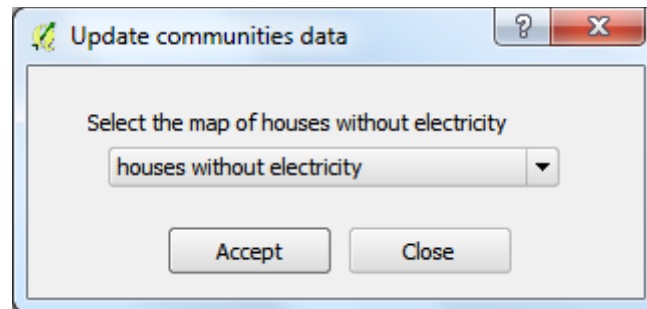 Update communities data
?
X
Select the map of houses without electricity
houses without electricity
Accept
Close